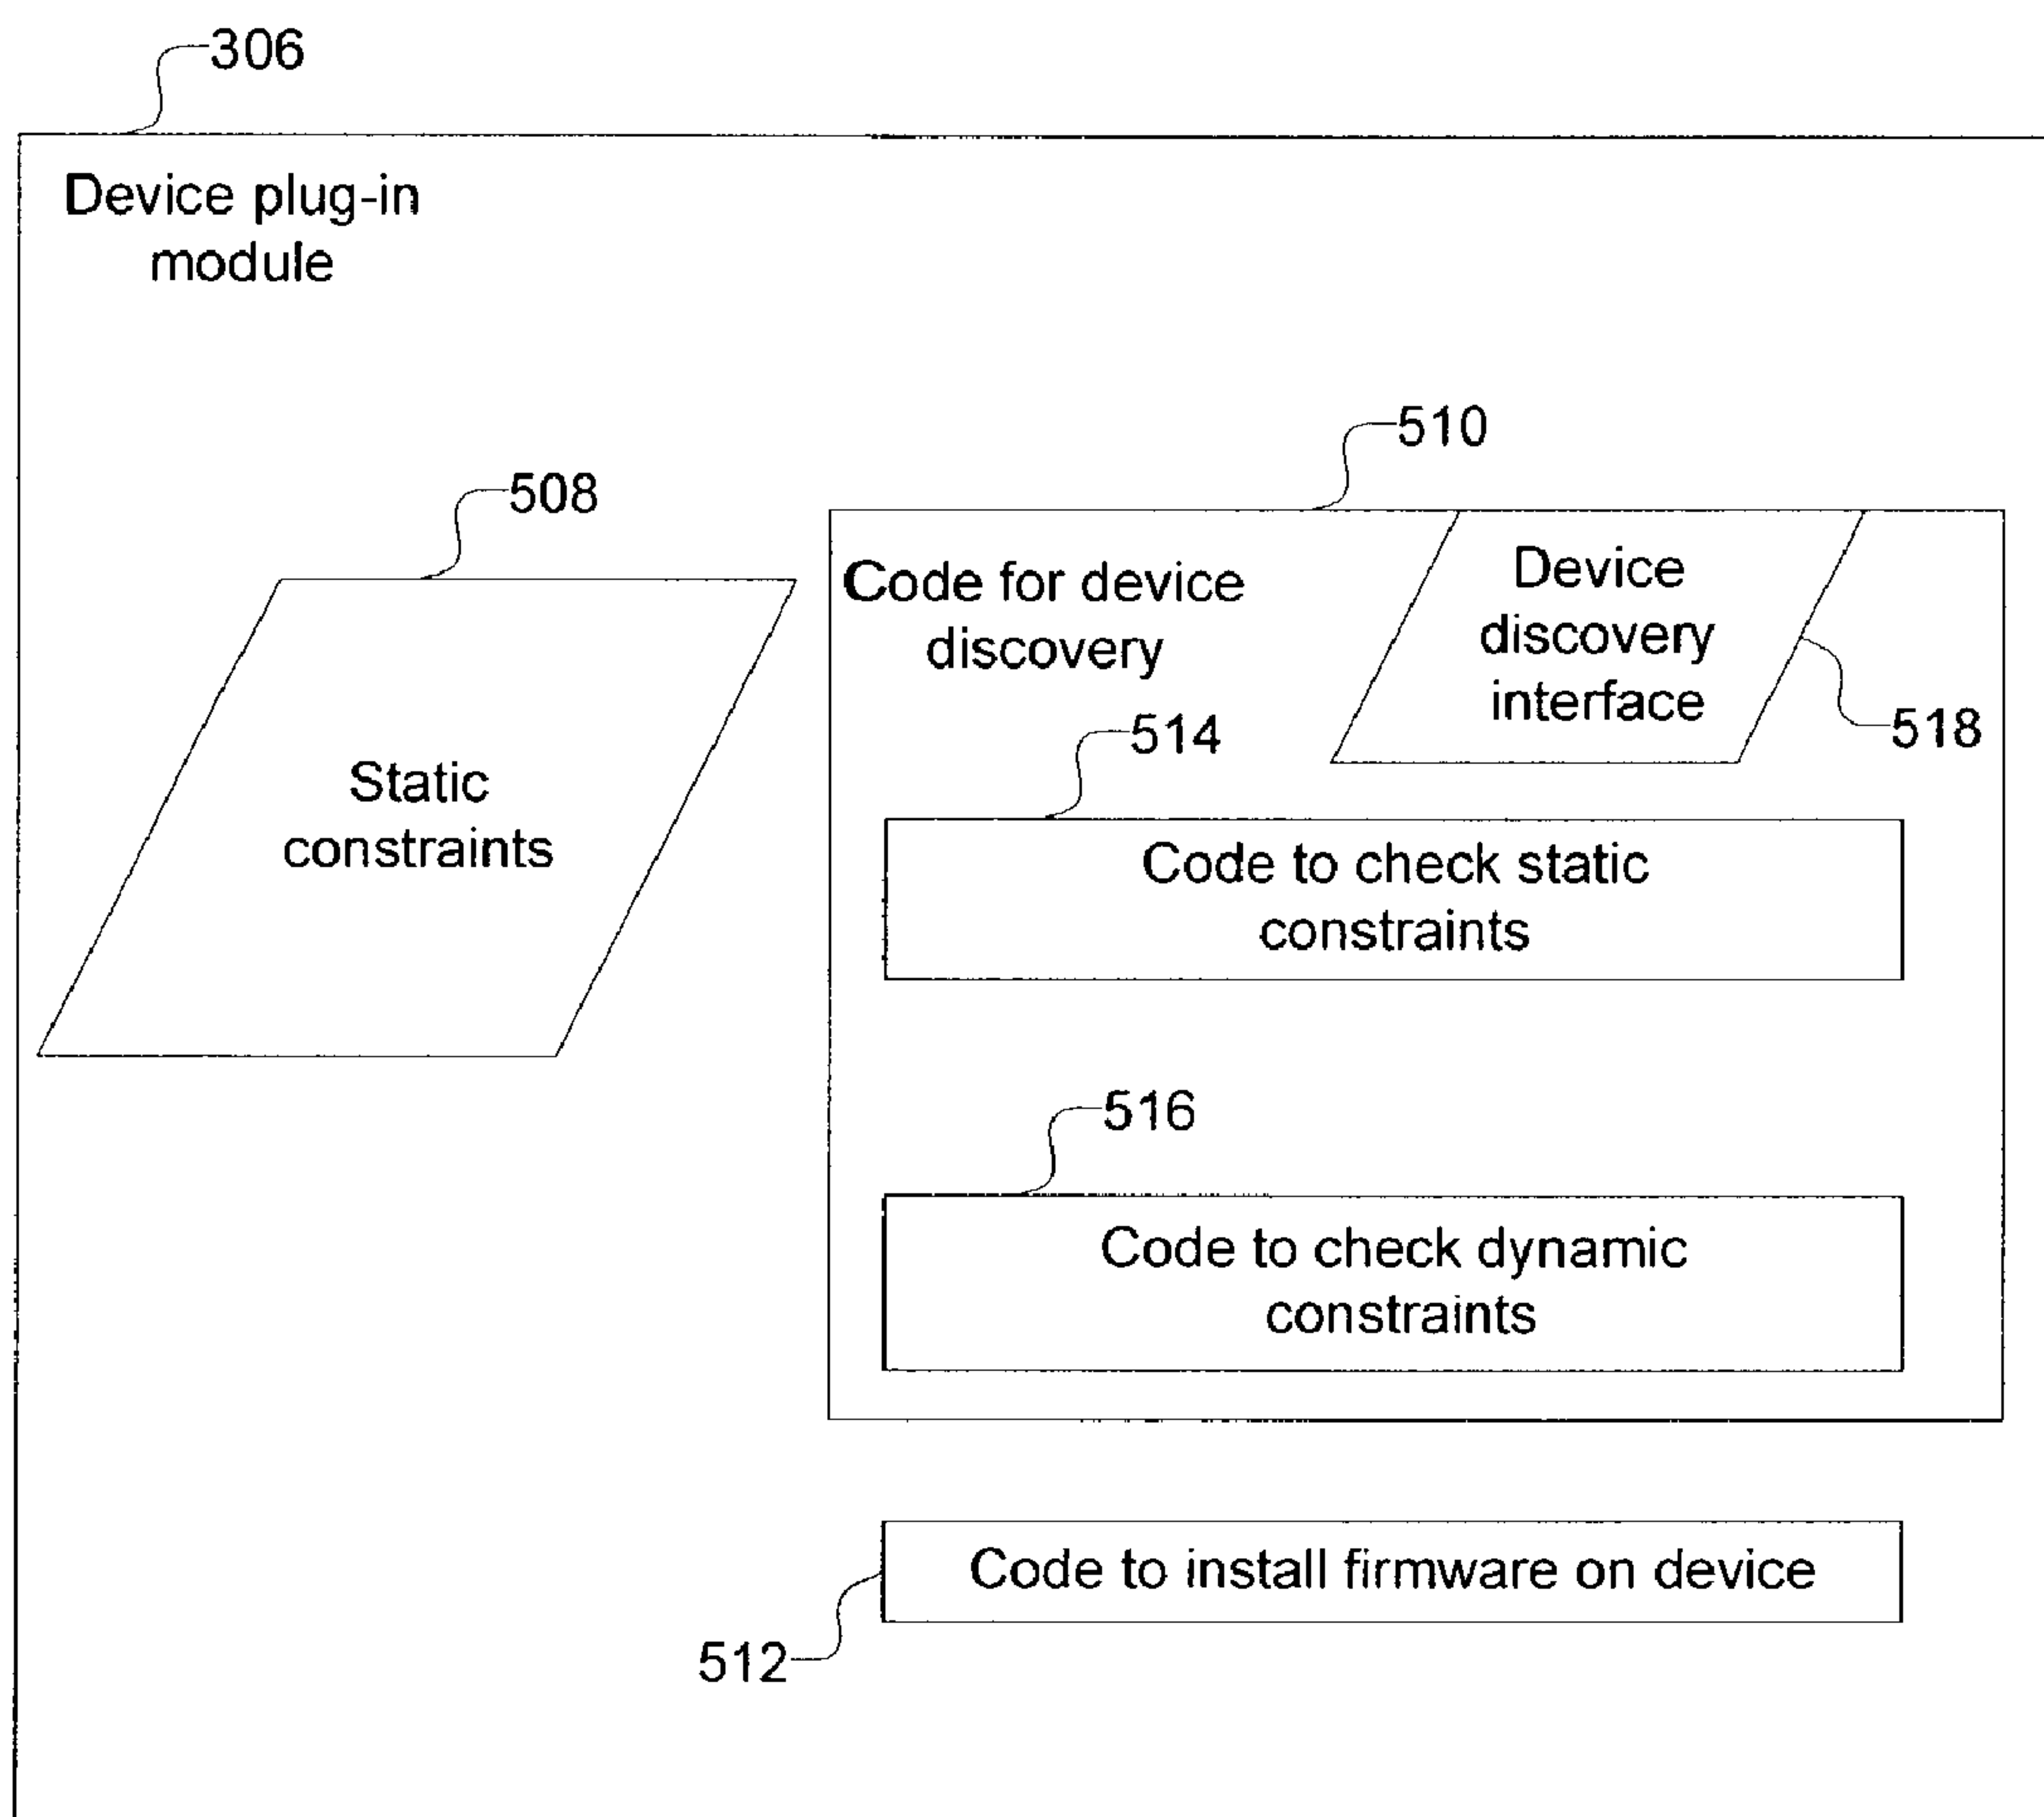 306
Device plug-in
module
510
508
Code for device
discovery
Device
discovery
interface
518
514
Static
constraints
Code to check static
constraints
516
Code to check dynamic
constraints
Code to install firmware on device
512